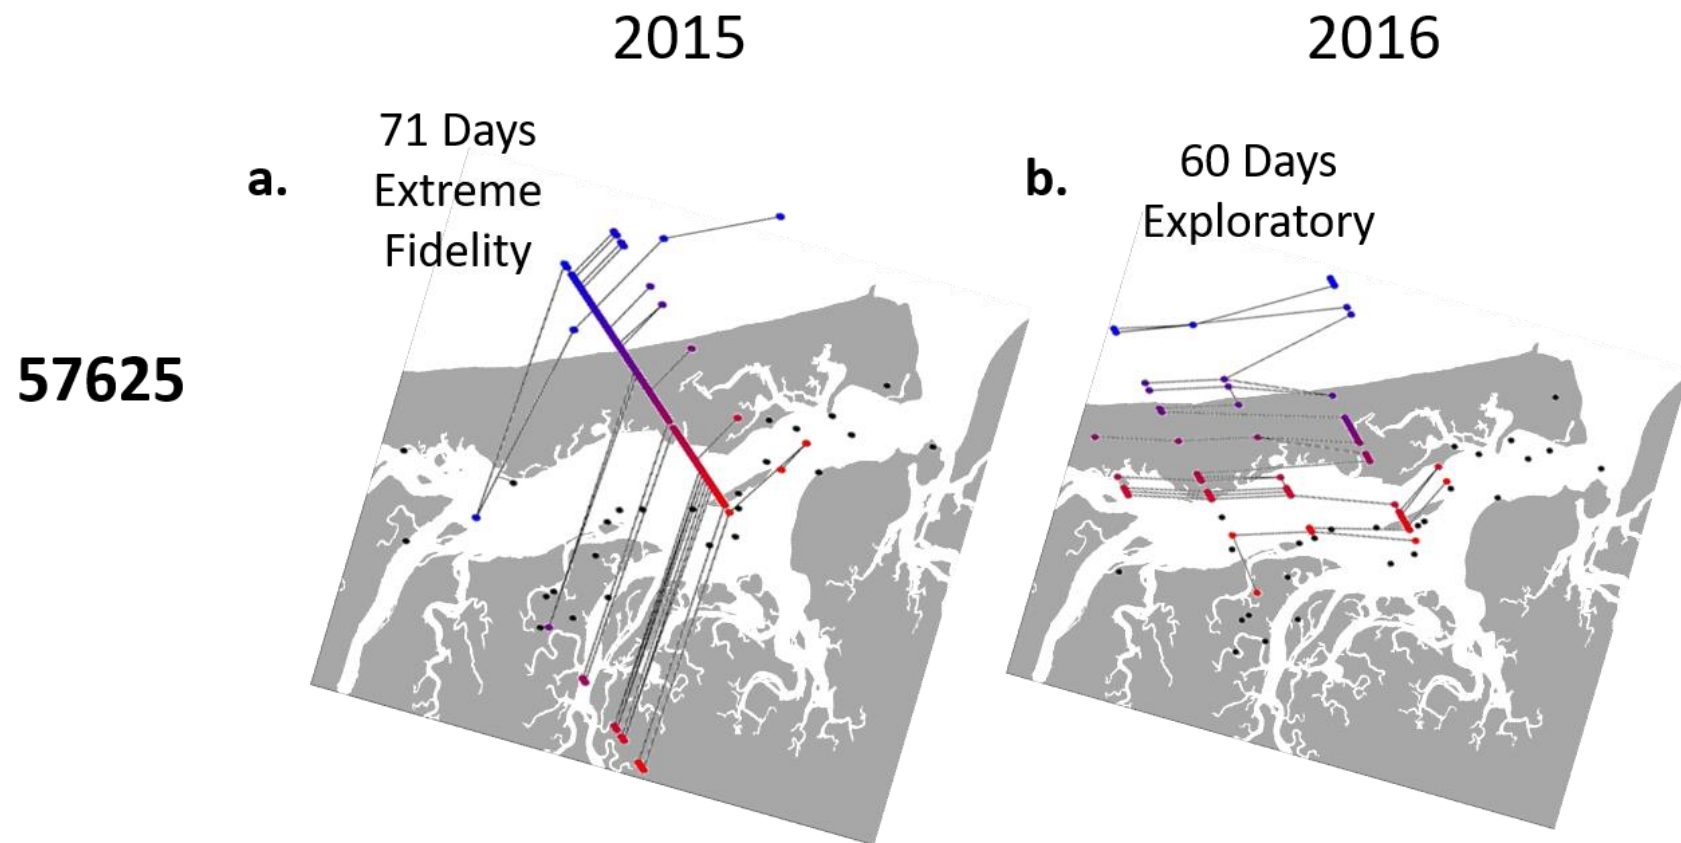 2015
2016
71 Days
Extreme
Fidelity
a.
60 Days
Exploratory
b.
57625